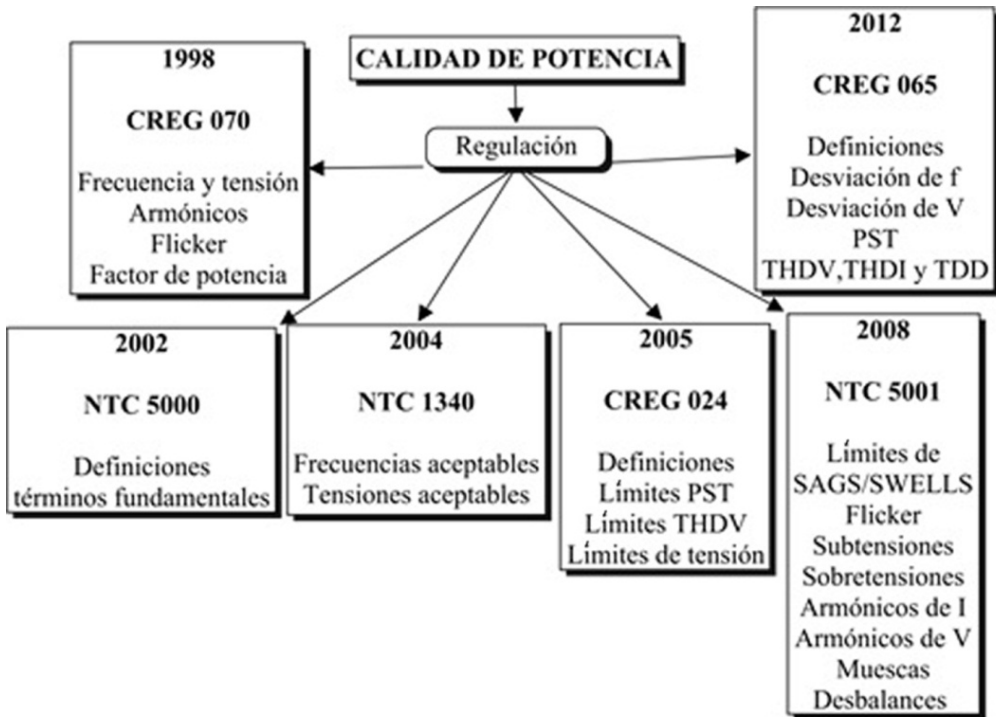 CALIDAD DE POTENCIA
Regulación
1998
CREG 070
Frecuencia y tensión
Armónicos
Flicker
Factor de potencia
2012
CREG 065
Definiciones
Desviación de f
Desviación de V
PST
THDV,THDI y TDD
2002
NTC 5000
Definiciones
términos fundamentales
2004
NTC 1340
Frecuencias aceptables
Tensiones aceptables
2005
CREG 024
Definiciones
Límites PST
Límites THDV
Límites de tensión
2008
NTC 5001
Límites de
SAGS/SWELLS
Flicker
Subtensiones
Sobretensiones
Armónicos de I
Armónicos de V
Muescas
Desbalances